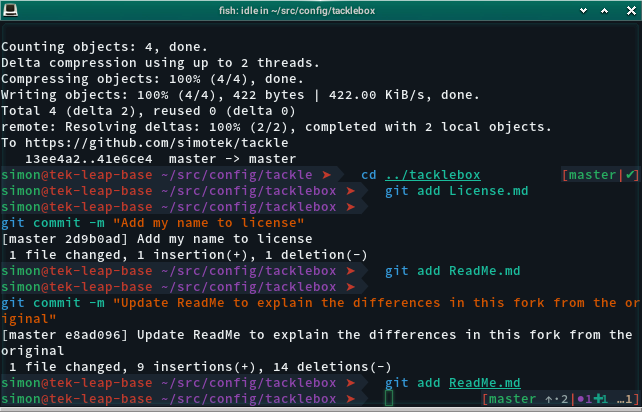 fish: idle in ~/src/config/tacklebox
Counting objects: 4, done.
Delta compression using up to 2 threads.
Compressing objects: 100% (4/4), done.
Writing objects: 100% (4/4), 422 bytes | 422.00 KiB/s, done.
Total 4 (delta 2), reused 0 (delta 0)
remote: Resolving deltas: 100% (2/2), completed with 2 local objects.
To https://github.com/simotek/tackle
   13ee4a2..41e6ce4  master -> master
simon@tek-leap-base ~/src/config/tackle ➤  cd ../tacklebox [master|✔]
simon@tek-leap-base ~/src/config/tacklebox ➤  git add License.md
simon@tek-leap-base ~/src/config/tacklebox ➤
git commit -m "Add my name to license"
[master 2d9b0ad] Add my name to license
 1 file changed, 1 insertion(+), 1 deletion(-)
simon@tek-leap-base ~/src/config/tacklebox ➤  git add ReadMe.md
git commit -m "Update ReadMe to explain the differences in this fork from the or
iginal"
[master e8ad096] Update ReadMe to explain the differences in this fork from the
original
 1 file changed, 9 insertions(+), 14 deletions(-)
simon@tek-leap-base ~/src/config/tacklebox ➤  git add ReadMe.md
simon@tek-leap-base ~/src/config/tacklebox ➤ [master ↑·2|●1✚1 …1]